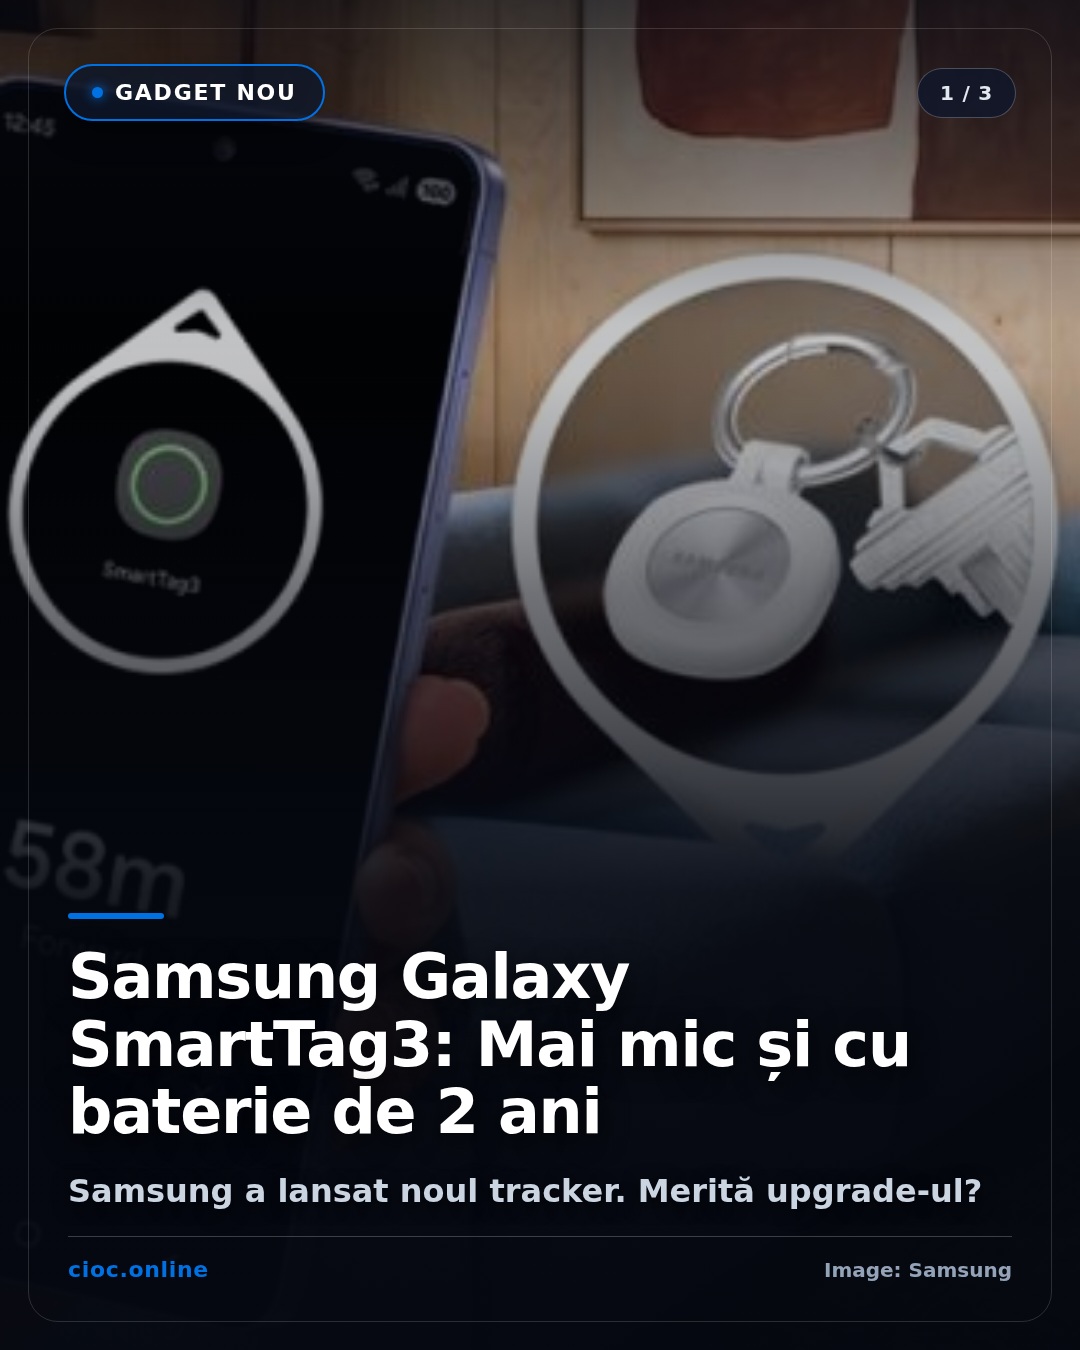 GADGET NOU
1 / 3
12:45
100
SmartTag3
58m
Samsung Galaxy
SmartTag3: Mai mic și cu
baterie de 2 ani
Samsung a lansat noul tracker. Merită upgrade-ul?
cioc.online
Image: Samsung